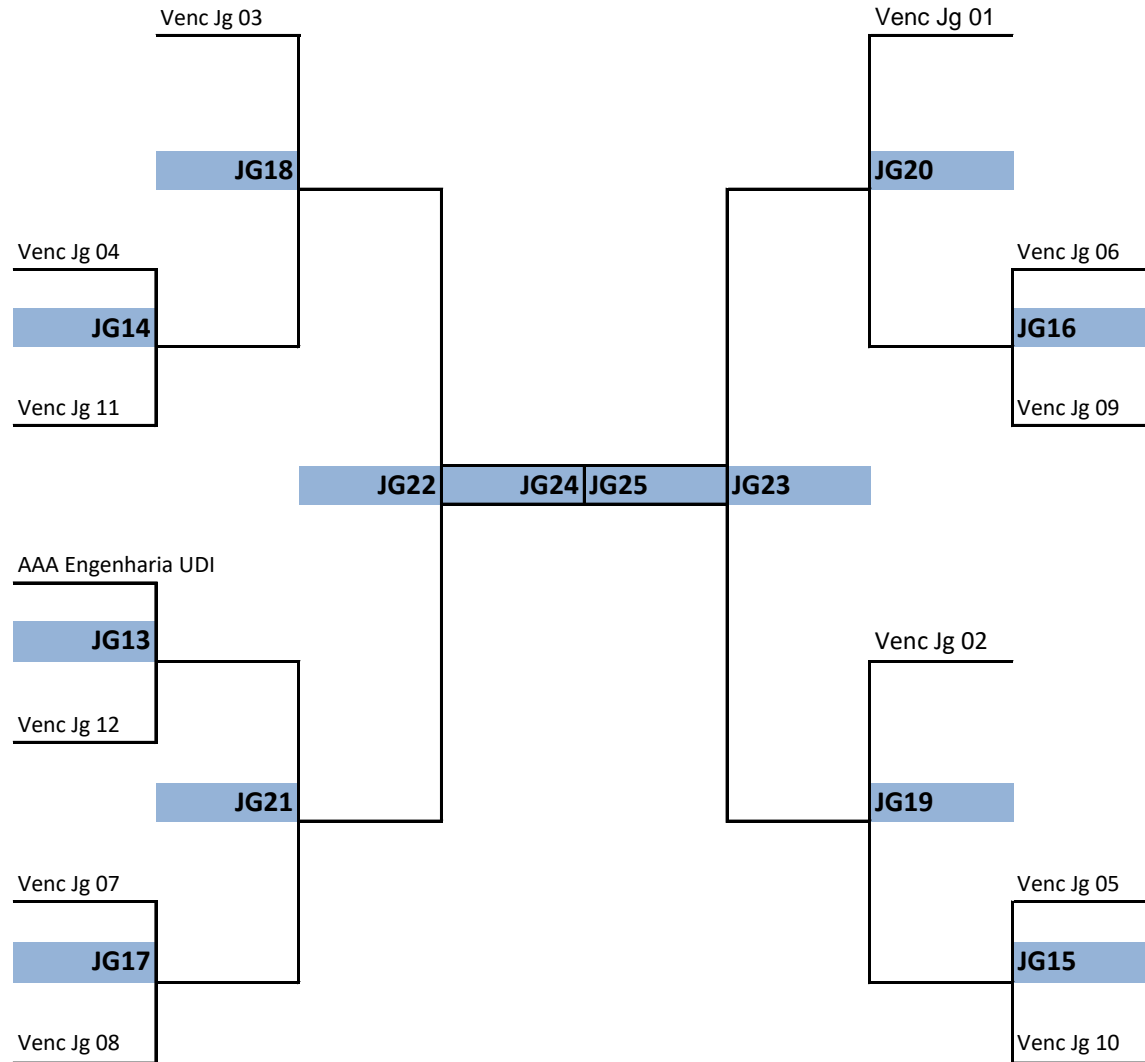 Venc Jg 03
Venc Jg 01
JG18
JG20
Venc Jg 04
Venc Jg 06
JG14
JG16
Venc Jg 11
Venc Jg 09
JG22
JG24
JG25
JG23
AAA Engenharia UDI
JG13
Venc Jg 02
Venc Jg 12
JG21
JG19
Venc Jg 07
Venc Jg 05
JG17
JG15
Venc Jg 08
Venc Jg 10